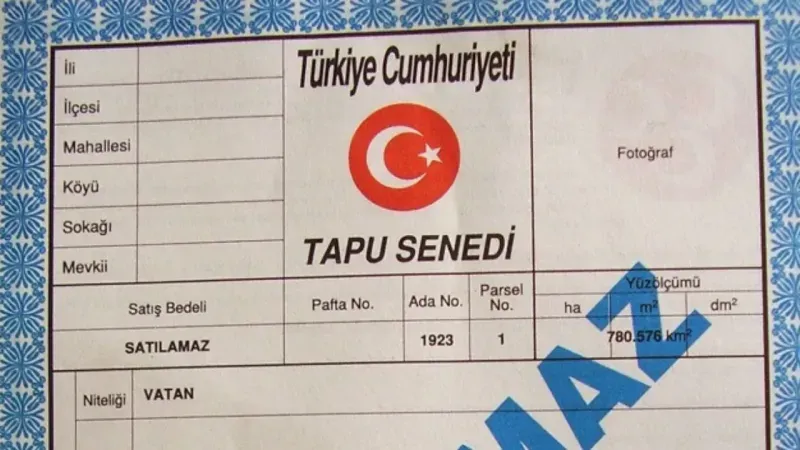 Türkiye Cumhuriyeti
TAPU SENEDİ
İli
İlçesi
Mahallesi
Köyü
Sokağı
Mevkii
Fotoğraf
Satış Bedeli
Pafta No.
Ada No.
Parsel
No.
Yüzölçümü
ha
m²
dm²
SATILAMAZ
1923
1
780.576 km²
Niteliği
VATAN
MAZ